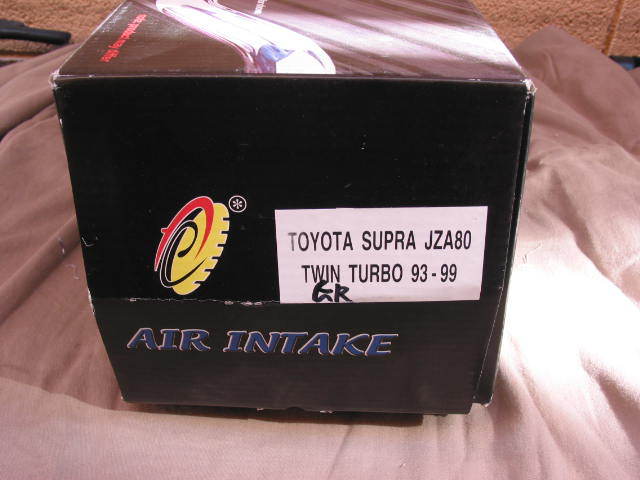 TOYOTA SUPRA JZA80
TWIN TURBO 93-99
GR
AIR INTAKE